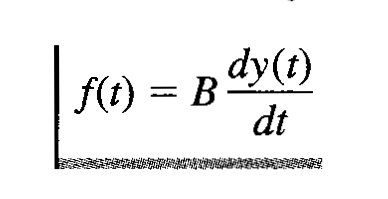 f(t) = B dy(t)/dt